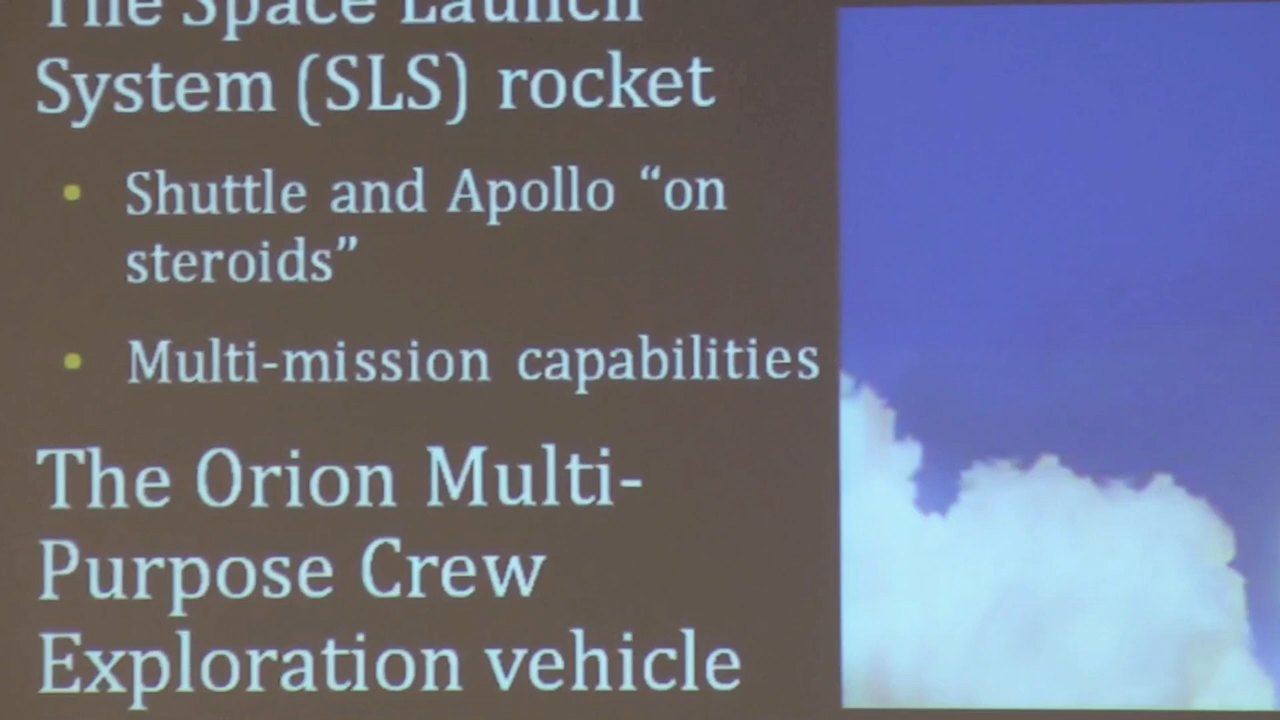 The Space Launch
System (SLS) rocket
• Shuttle and Apollo “on
steroids”
• Multi-mission capabilities
The Orion Multi-
Purpose Crew
Exploration vehicle